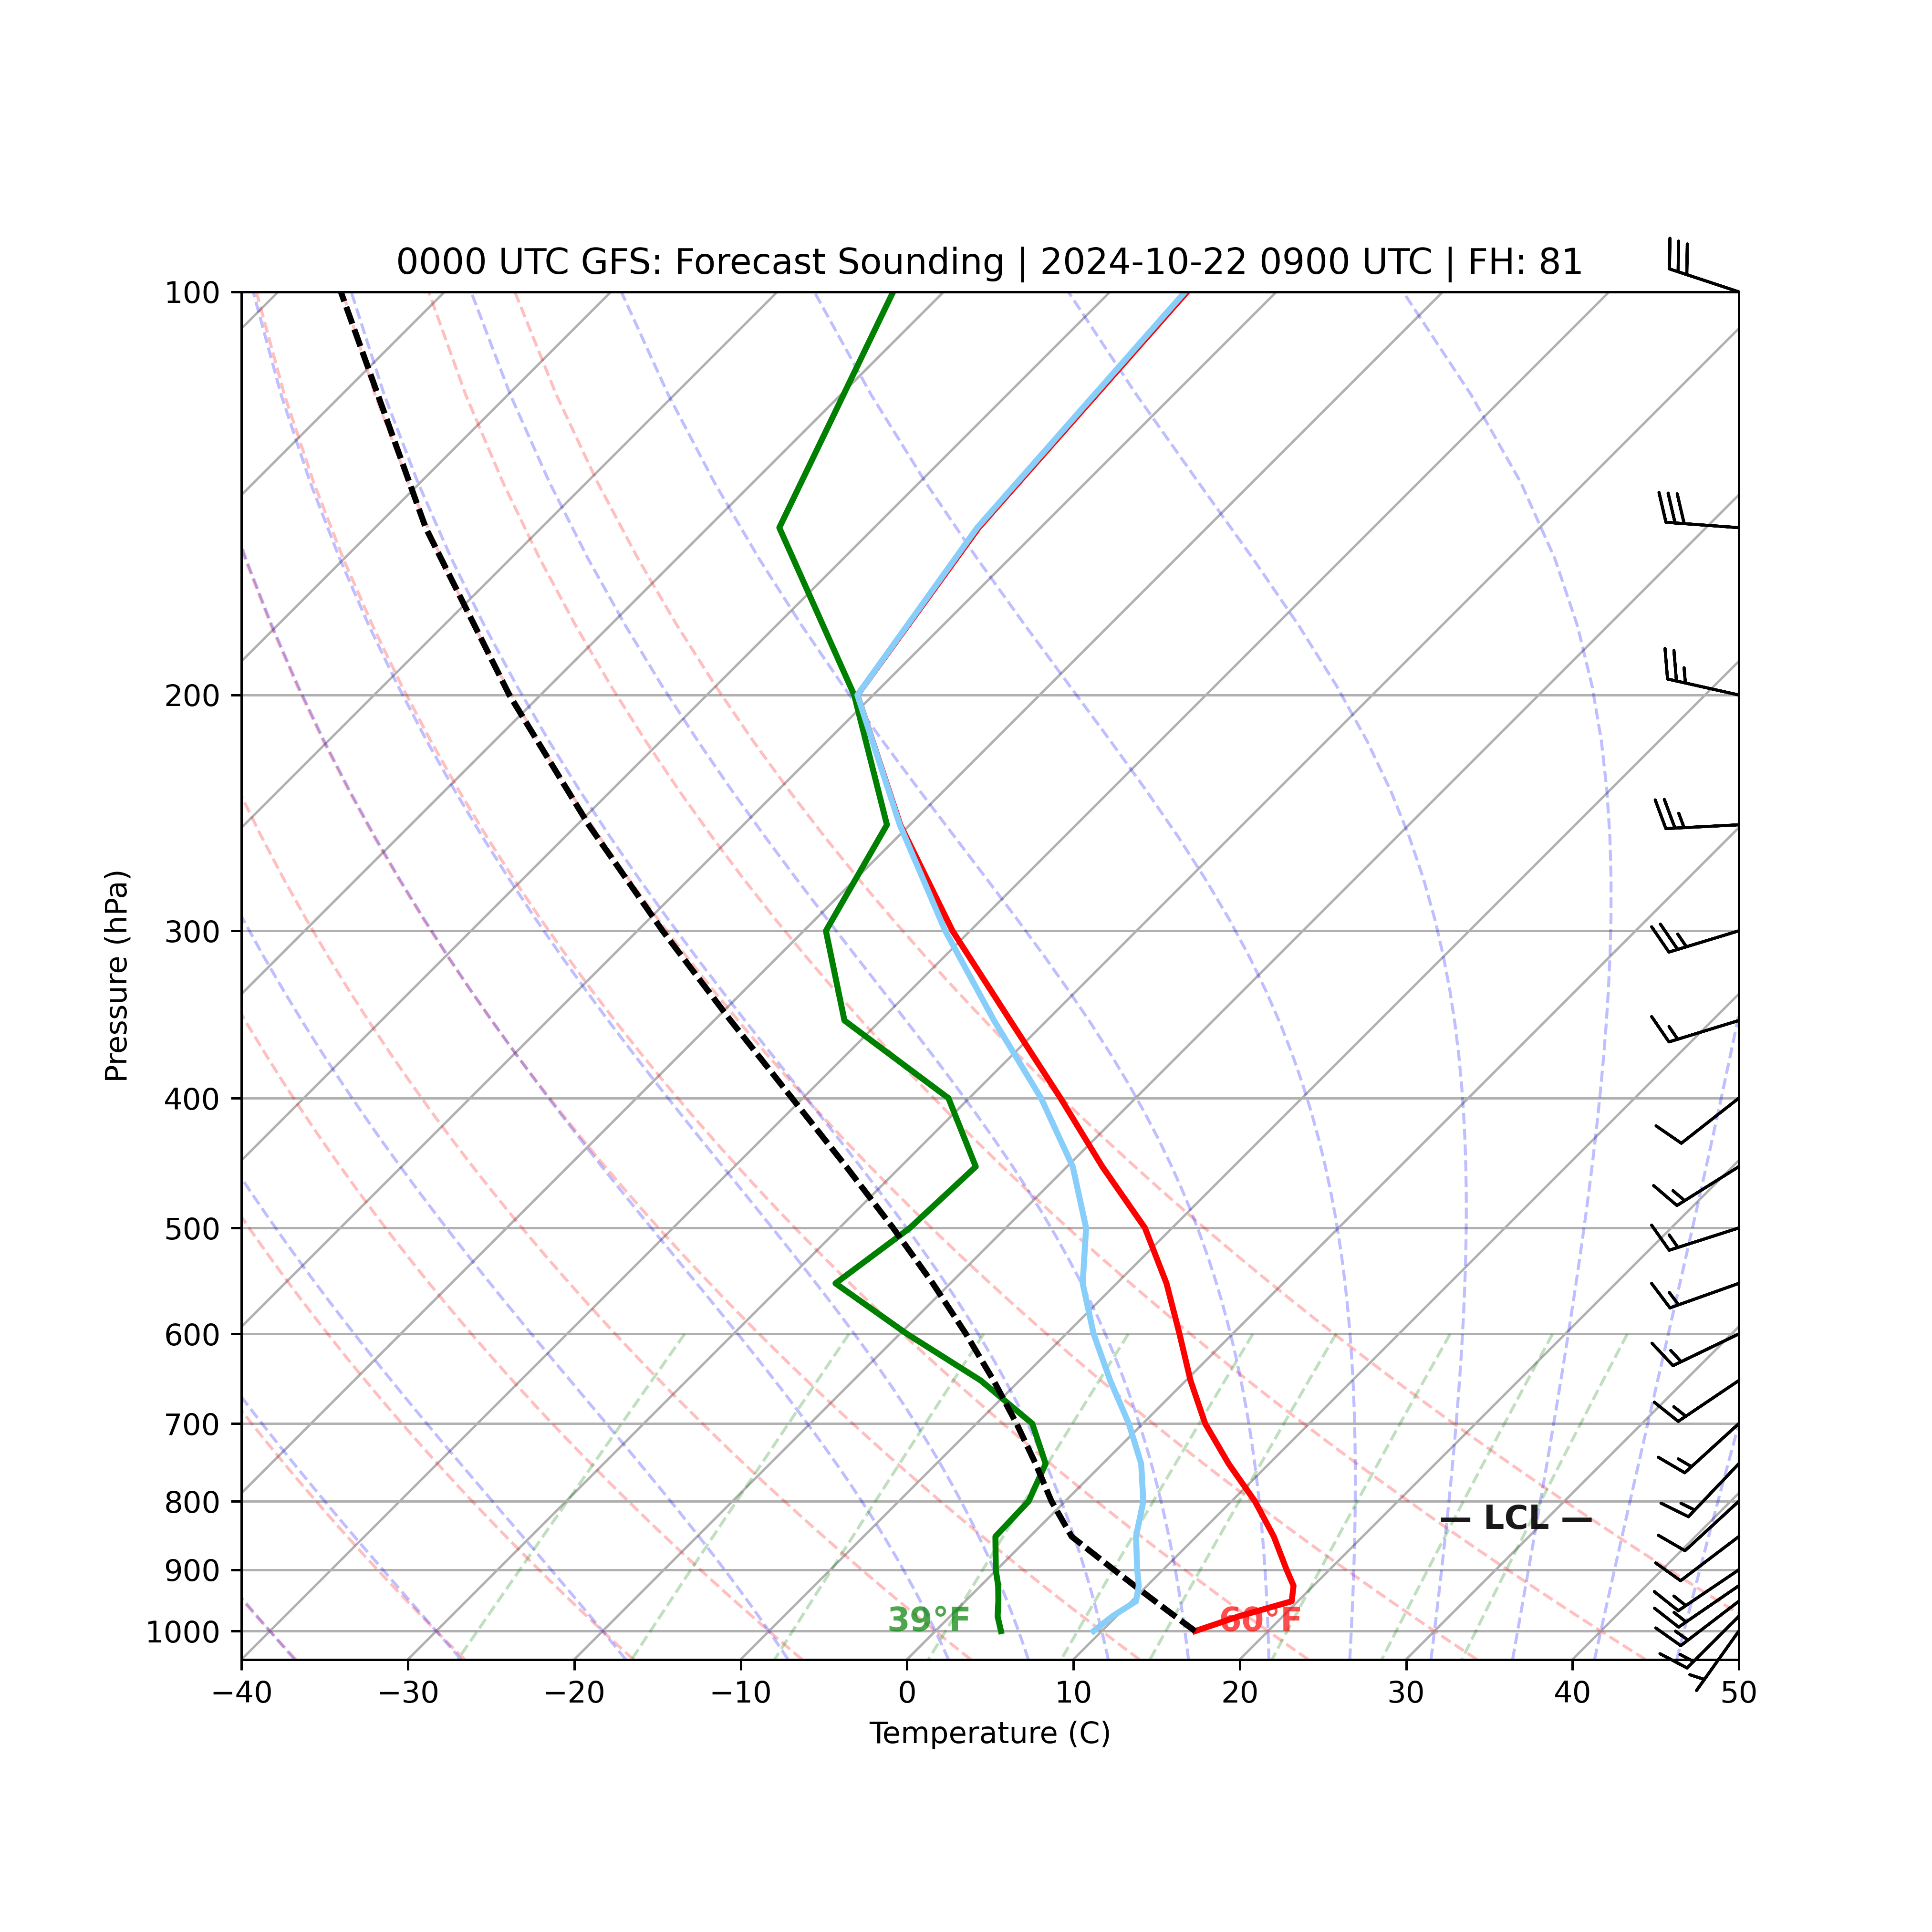 0000 UTC GFS: Forecast Sounding | 2024-10-22 0900 UTC | FH: 81
100
200
300
400
500
600
700
800
900
1000
Pressure (hPa)
— LCL —
39°F
60°F
−40 −30 −20 −10 0 10 20 30 40 50
Temperature (C)